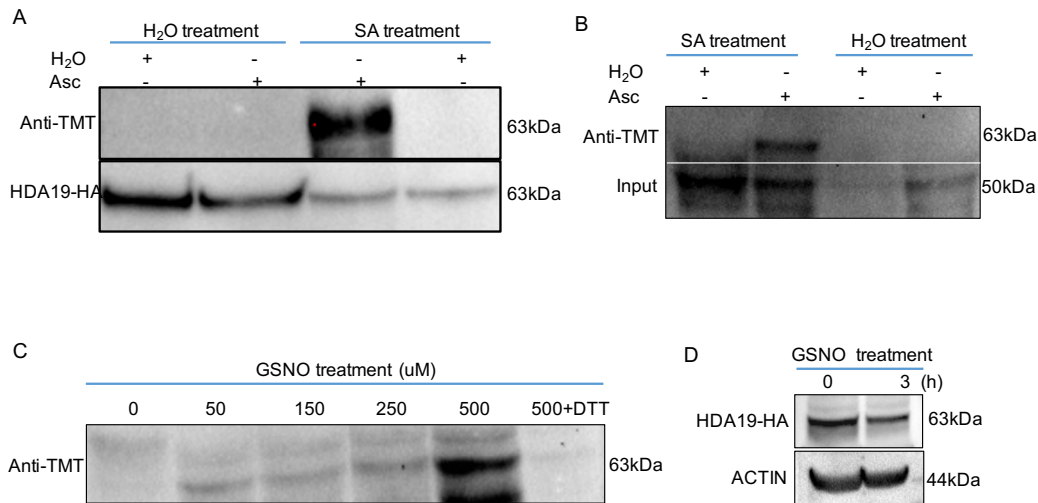 A
H₂O treatment SA treatment
H₂O + - - +
Asc - + + -
Anti-TMT 63kDa
HDA19-HA 63kDa
B
SA treatment H₂O treatment
H₂O + - + -
Asc - + - +
Anti-TMT 63kDa
Input 50kDa
C
GSNO treatment (uM)
0 50 150 250 500 500+DTT
Anti-TMT 63kDa
D
GSNO treatment
0 3 (h)
HDA19-HA 63kDa
ACTIN 44kDa